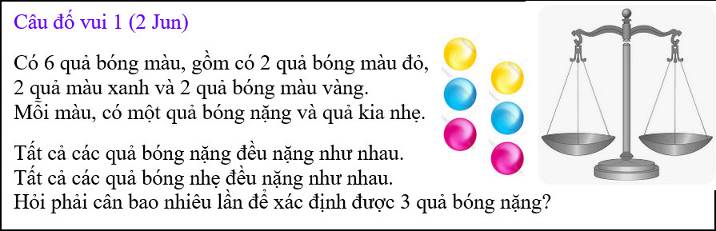 Câu đố vui 1 (2 Jun)
Có 6 quả bóng màu, gồm có 2 quả bóng màu đỏ,
2 quả màu xanh và 2 quả bóng màu vàng.
Mỗi màu, có một quả bóng nặng và quả kia nhẹ.
Tất cả các quả bóng nặng đều nặng như nhau.
Tất cả các quả bóng nhẹ đều nặng như nhau.
Hỏi phải cân bao nhiêu lần để xác định được 3 quả bóng nặng?